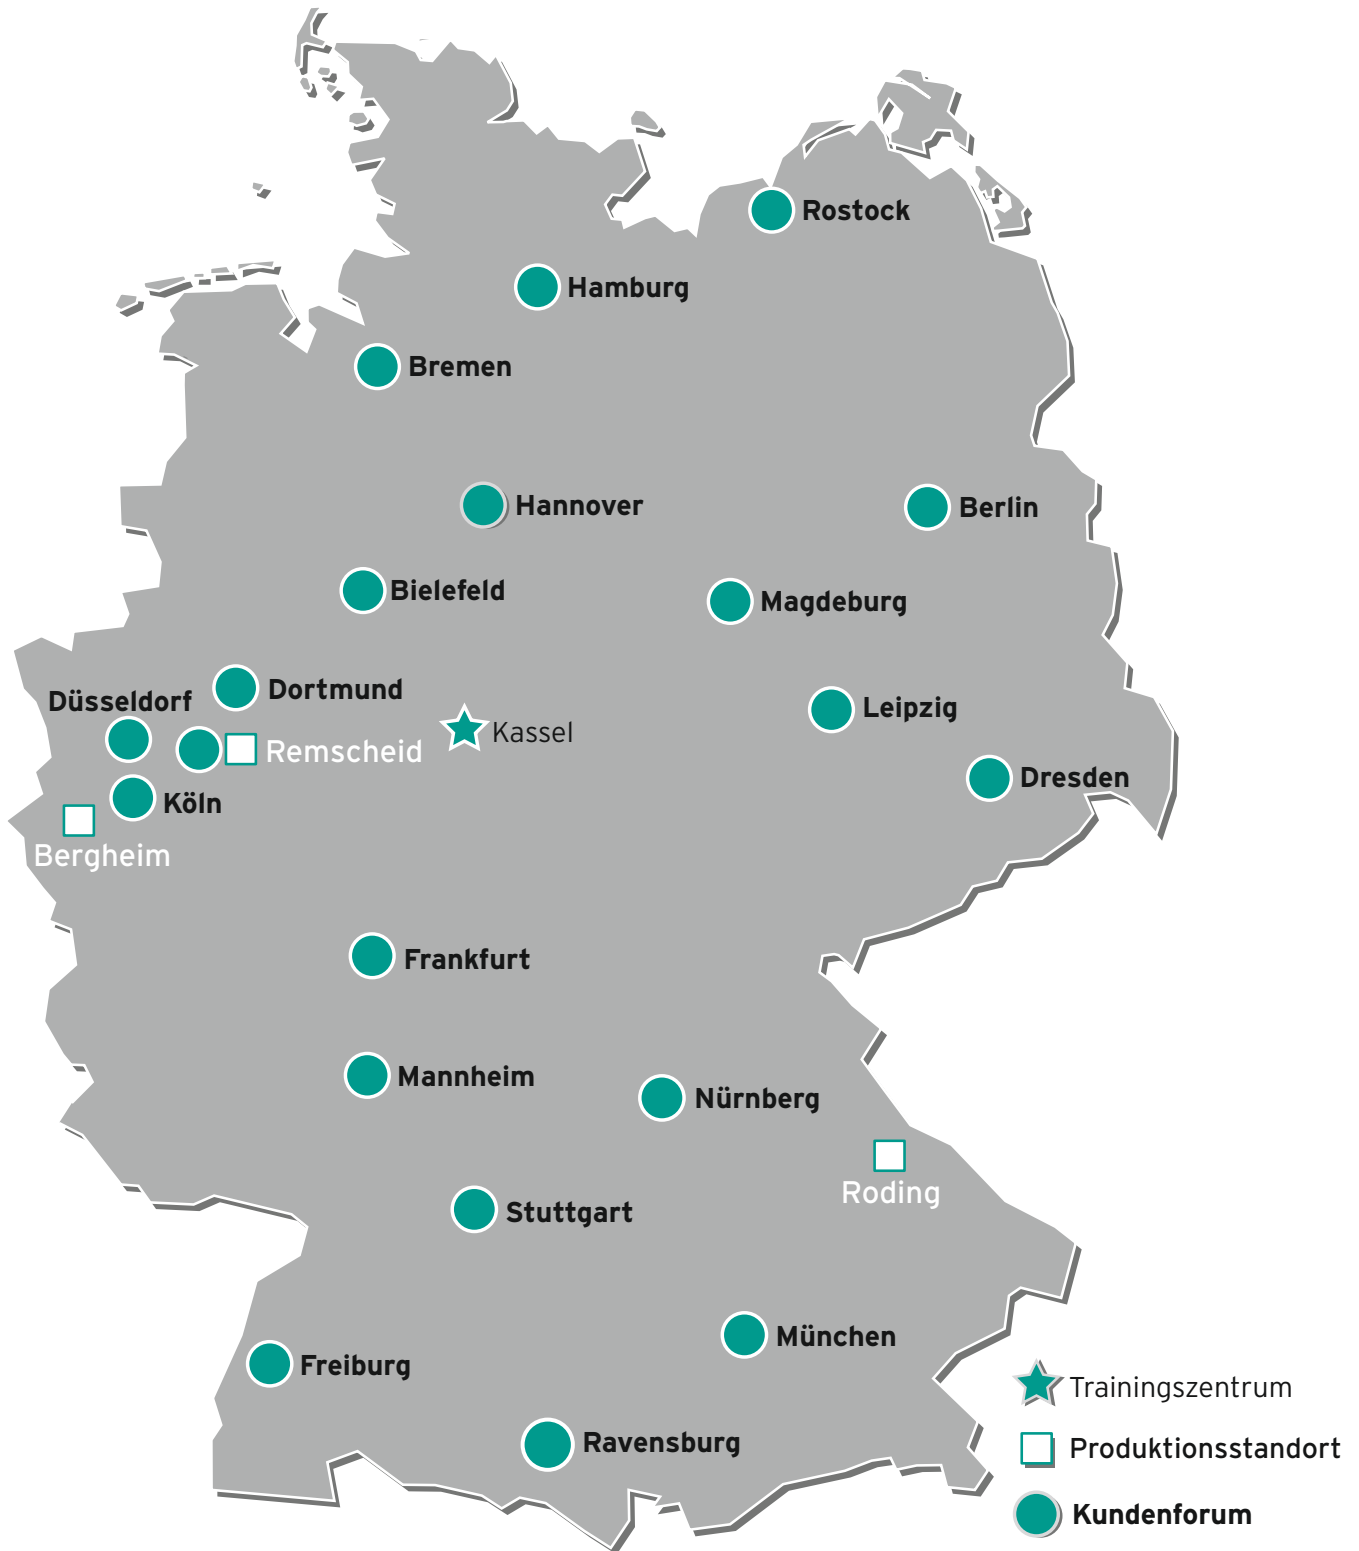 Rostock
Hamburg
Bremen
Hannover
Berlin
Bielefeld
Magdeburg
Dortmund
Düsseldorf
Leipzig
Kassel
Remscheid
Dresden
Köln
Bergheim
Frankfurt
Mannheim
Nürnberg
Roding
Stuttgart
München
Freiburg
Trainingszentrum
Ravensburg
Produktionsstandort
Kundenforum